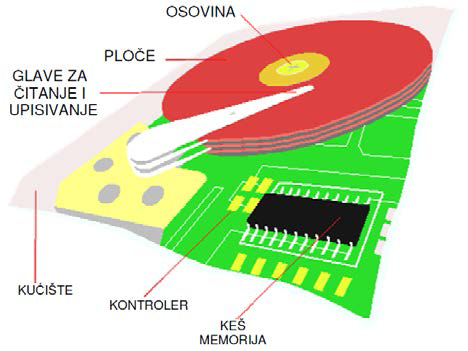 OSOVINA
PLOČE
GLAVE ZA
ČITANJE I
UPISIVANJE
KUĆIŠTE
KONTROLER
KEŠ
MEMORIJA